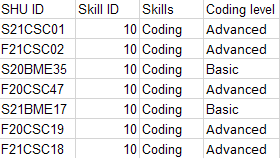 SHU ID Skill ID Skills Coding level
S21CSC01 10 Coding Advanced
F21CSC02 10 Coding Advanced
S20BME35 10 Coding Basic
F20CSC47 10 Coding Advanced
S21BME17 10 Coding Basic
F20CSC19 10 Coding Advanced
F21CSC18 10 Coding Advanced